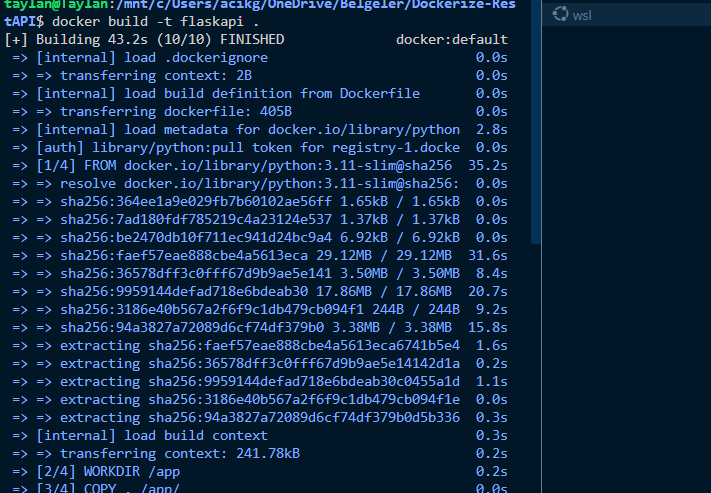 taylan@Taylan:/mnt/c/Users/acikg/OneDrive/Belgeler/Dockerize-Res
tAPI$ docker build -t flaskapi .
[+] Building 43.2s (10/10) FINISHED docker:default
=> [internal] load .dockerignore 0.0s
=> => transferring context: 2B 0.0s
=> [internal] load build definition from Dockerfile 0.0s
=> => transferring dockerfile: 405B 0.0s
=> [internal] load metadata for docker.io/library/python 2.8s
=> [auth] library/python:pull token for registry-1.docke 0.0s
=> [1/4] FROM docker.io/library/python:3.11-slim@sha256 35.2s
=> => resolve docker.io/library/python:3.11-slim@sha256: 0.0s
=> => sha256:364ee1a9e029fb7b60102ae56ff 1.65kB / 1.65kB 0.0s
=> => sha256:7ad180fdf785219c4a23124e537 1.37kB / 1.37kB 0.0s
=> => sha256:be2470db10f711ec941d24bc9a4 6.92kB / 6.92kB 0.0s
=> => sha256:faef57eae888cbe4a5613eca 29.12MB / 29.12MB 31.6s
=> => sha256:36578dff3c0fff67d9b9ae5e141 3.50MB / 3.50MB 8.4s
=> => sha256:9959144defad718e6bdeab30 17.86MB / 17.86MB 20.7s
=> => sha256:3186e40b567a2f6f9c1db479cb094f1 244B / 244B 9.2s
=> => sha256:94a3827a72089d6cf74df379b0 3.38MB / 3.38MB 15.8s
=> => extracting sha256:faef57eae888cbe4a5613eca6741b5e4 1.6s
=> => extracting sha256:36578dff3c0fff67d9b9ae5e14142d1a 0.2s
=> => extracting sha256:9959144defad718e6bdeab30c0455a1d 1.1s
=> => extracting sha256:3186e40b567a2f6f9c1db479cb094f1e 0.0s
=> => extracting sha256:94a3827a72089d6cf74df379b0d5b336 0.3s
=> [internal] load build context 0.3s
=> => transferring context: 241.78kB 0.2s
=> [2/4] WORKDIR /app 0.2s
=> [3/4] COPY . /app/ 0.0s
wsl